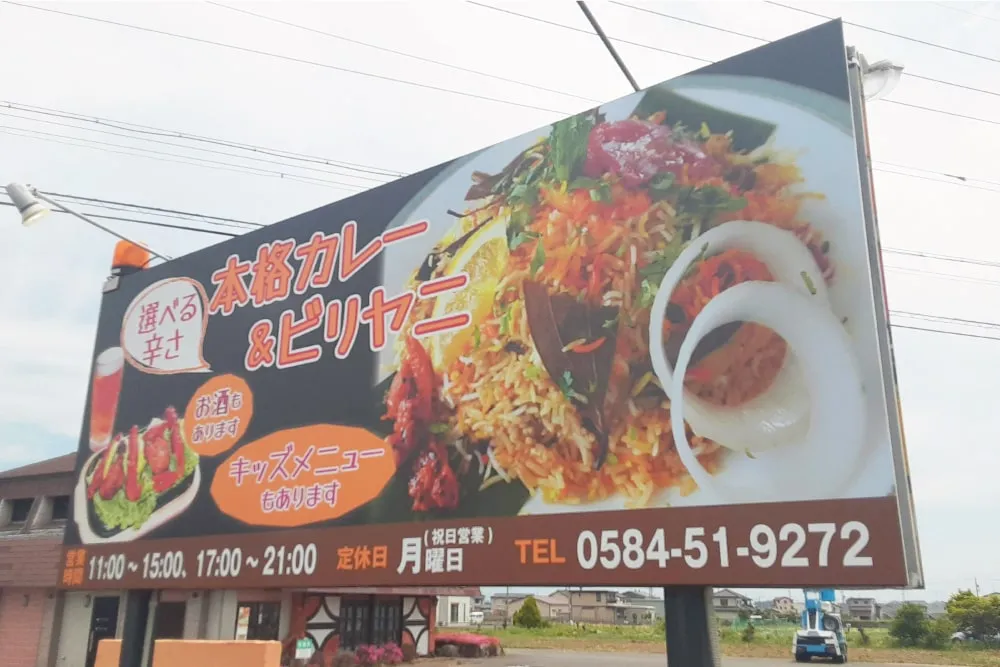 本格カレー
&ビリヤニ
選べる
辛さ
お酒も
あります
キッズメニュー
もあります
営業
時間
11:00～15:00、17:00～21:00
定休日 月曜日
(祝日営業)
TEL 0584-51-9272